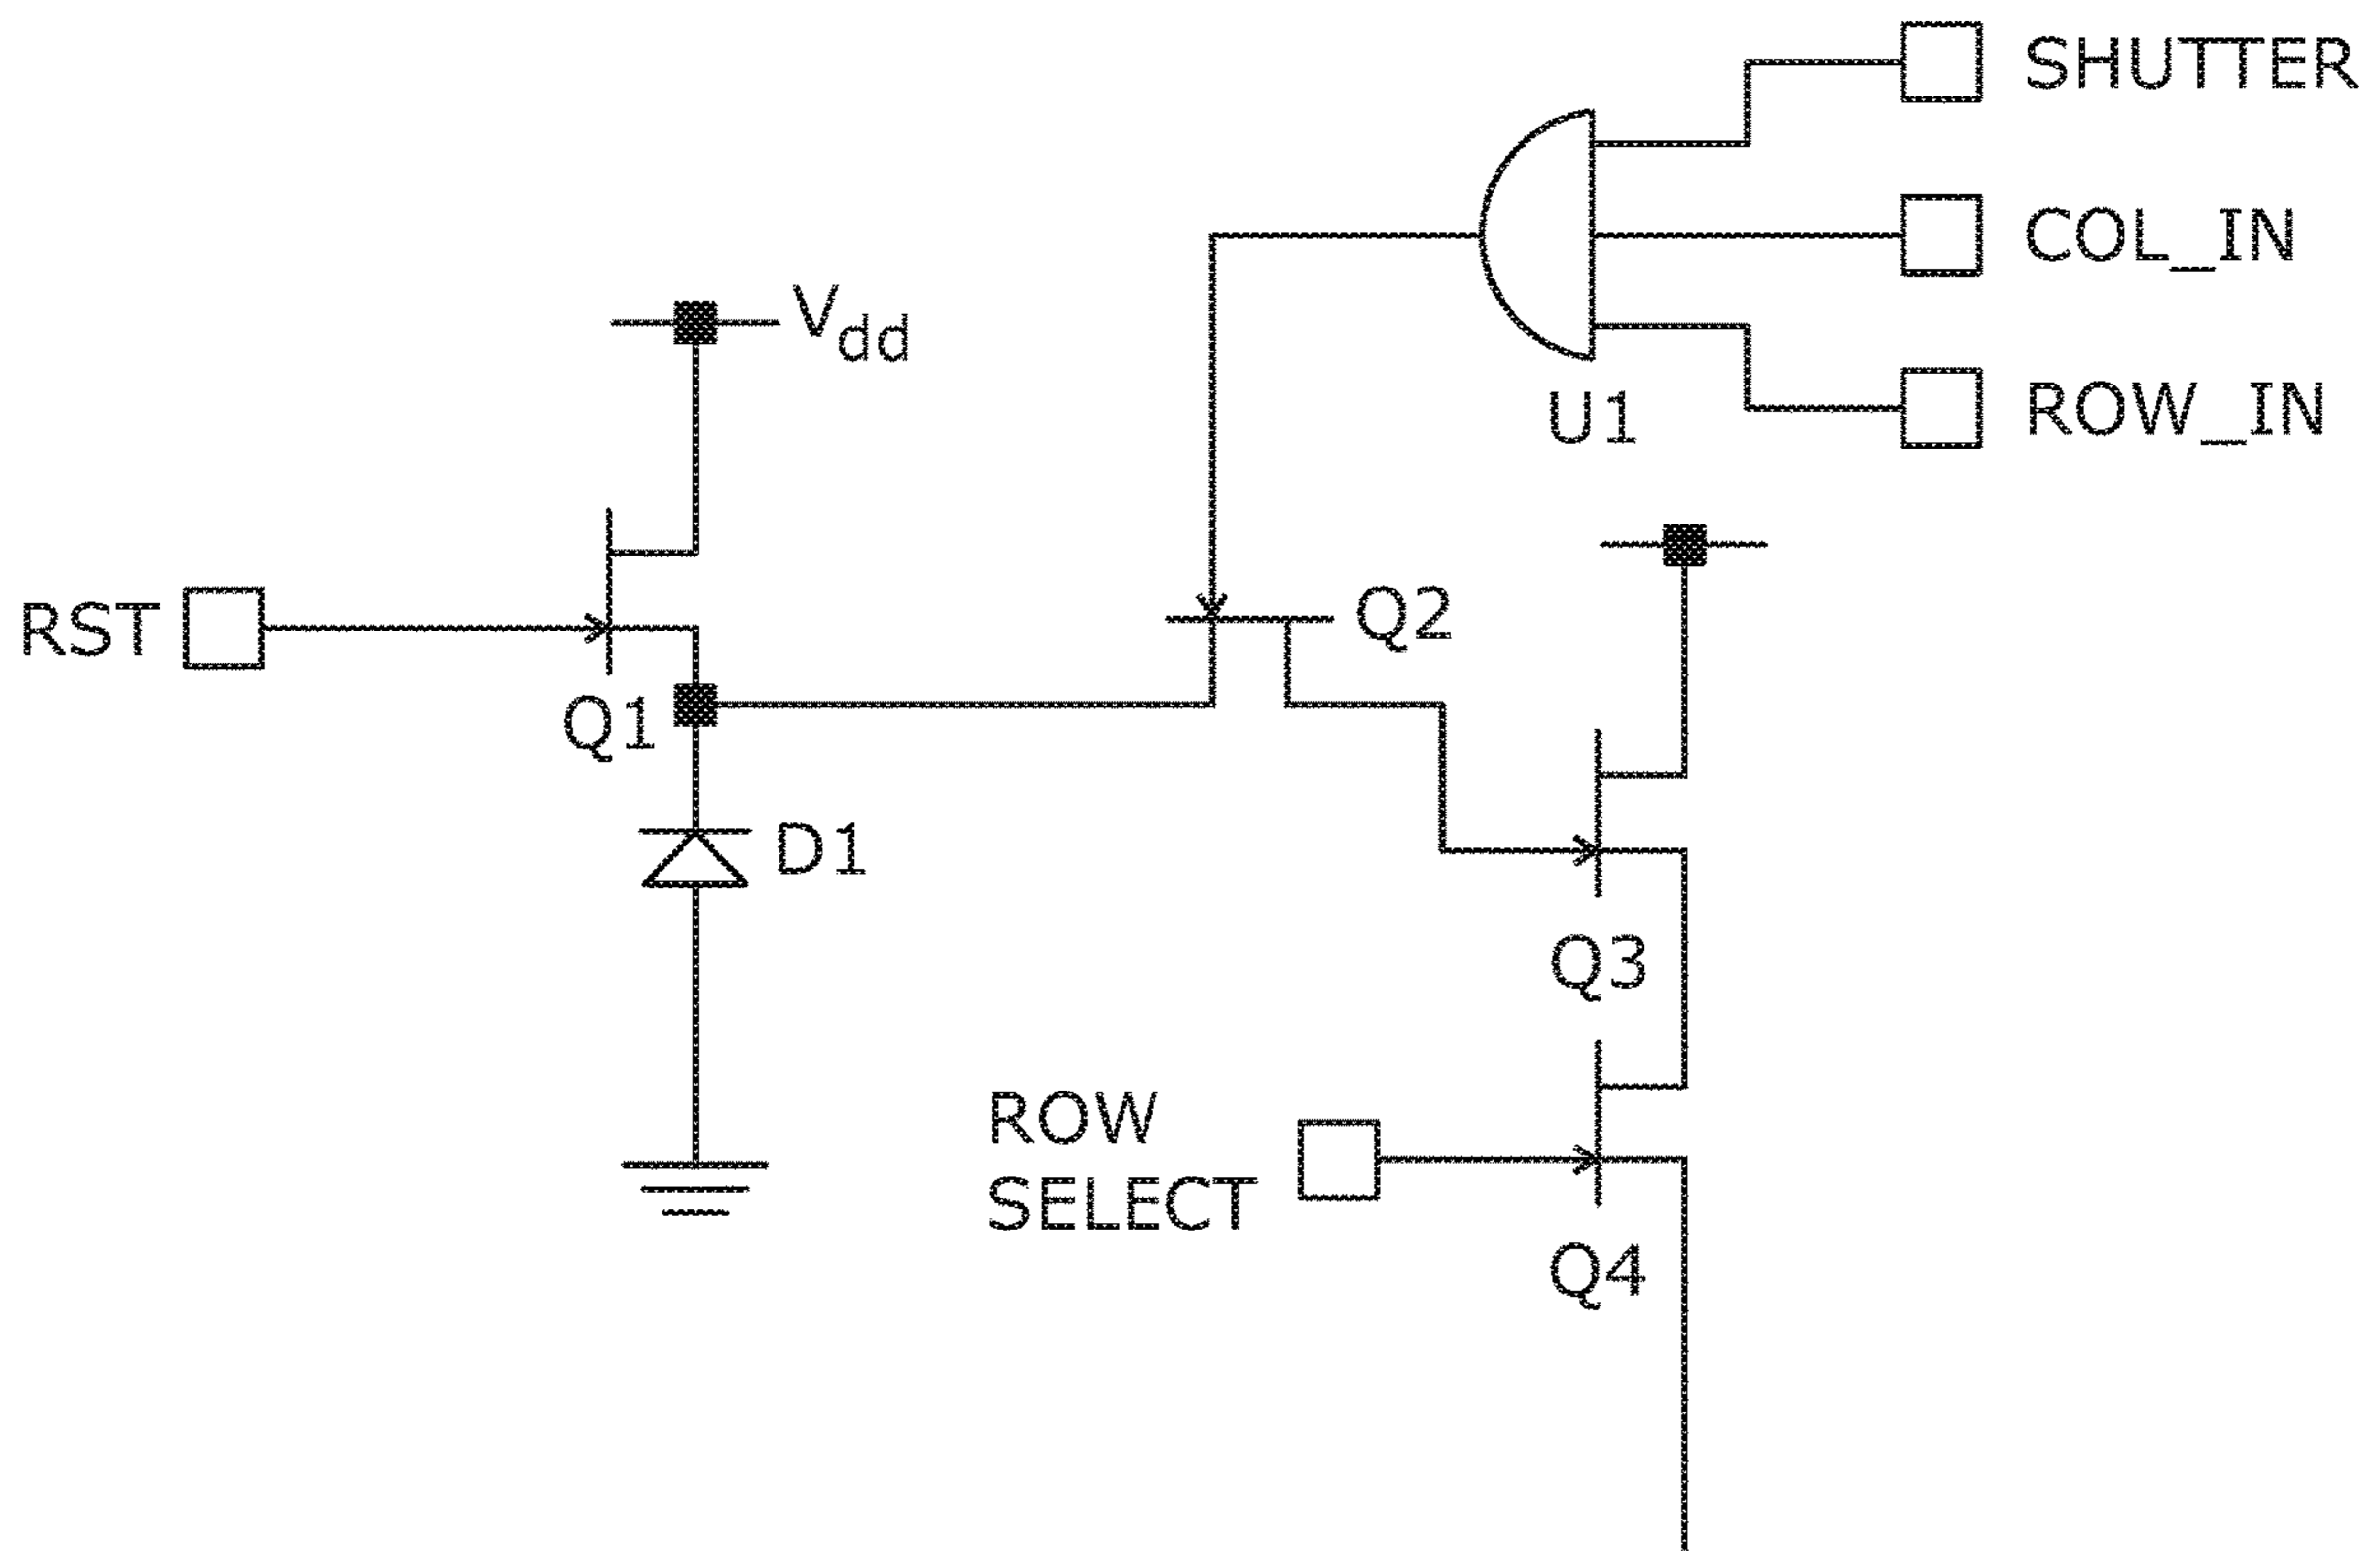 SHUTTER
COL_IN
Vdd
ROW_IN
U1
RST
Q2
Q1
D1
Q3
ROW
SELECT
Q4